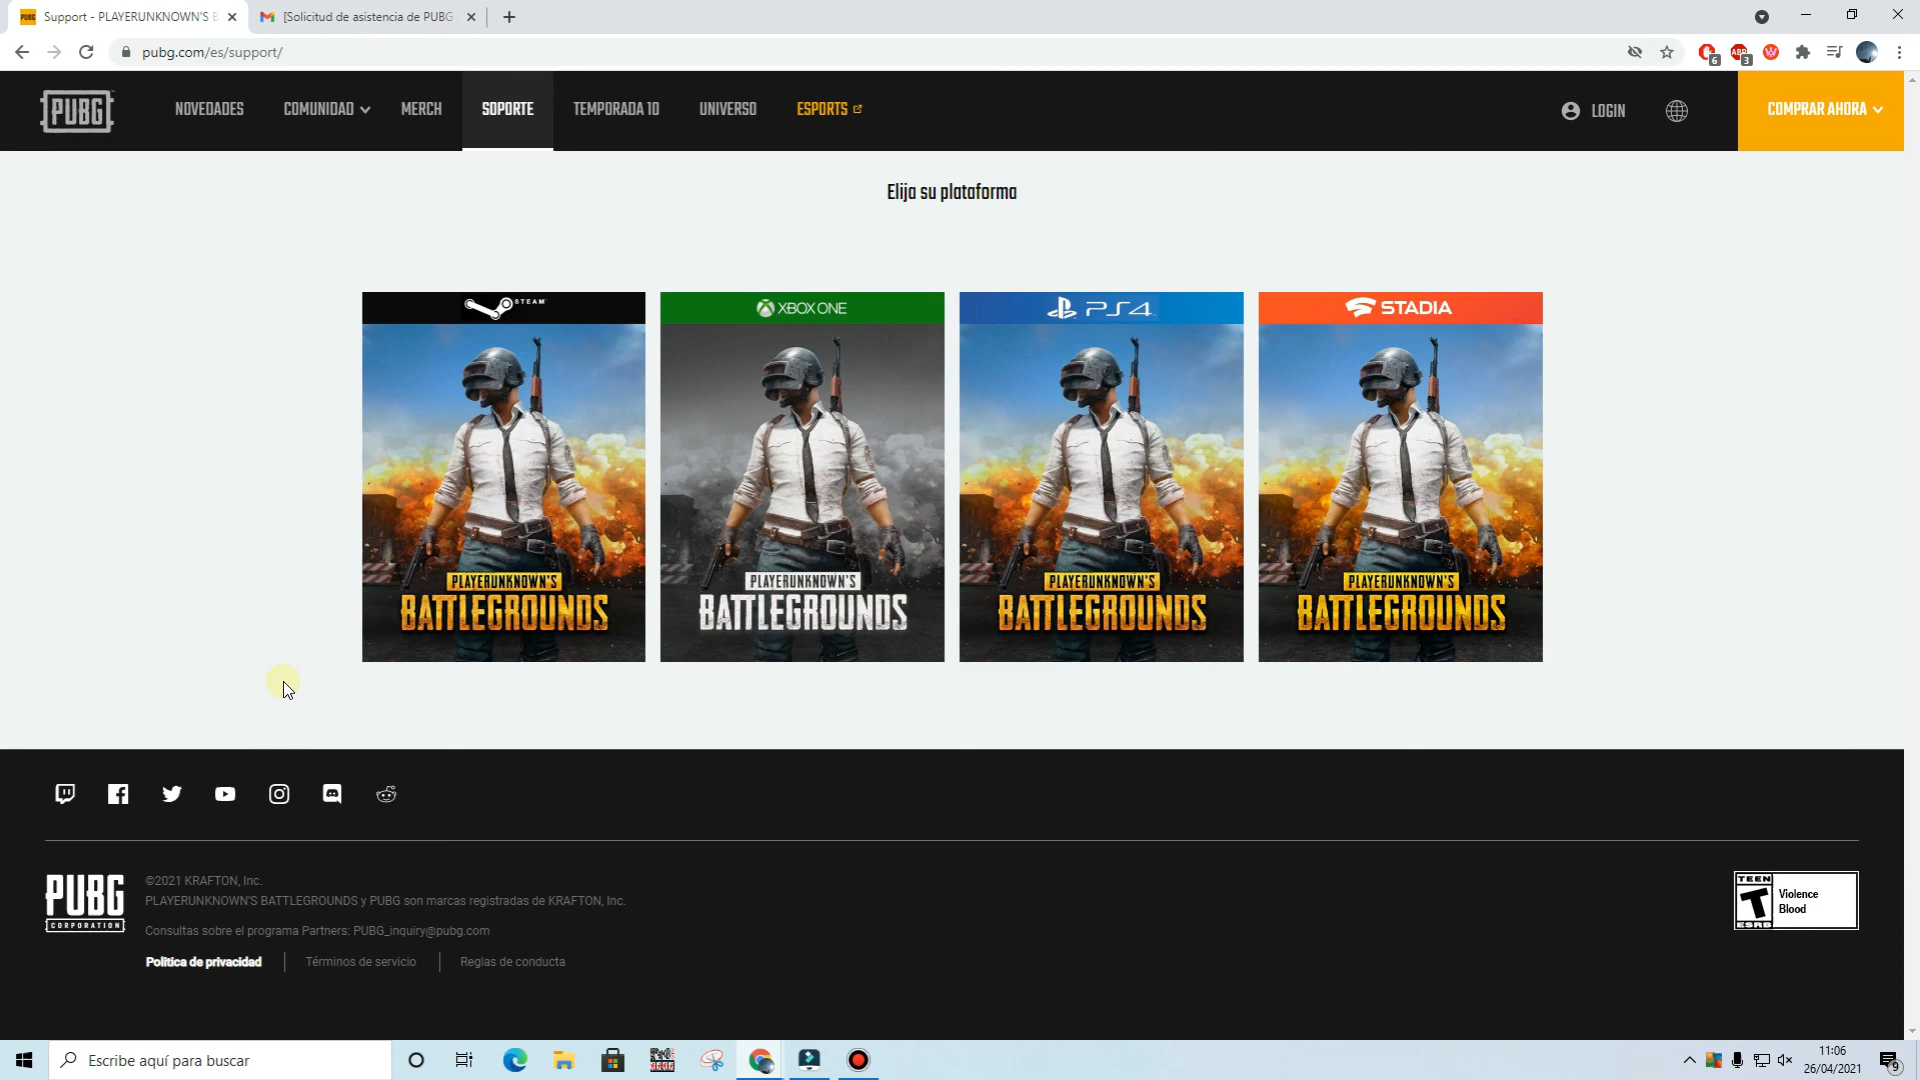 Support - PLAYERUNKNOWN'S B
[Solicitud de asistencia de PUBG
pubg.com/es/support/
6
ABP
3
PUBG
NOVEDADES
COMUNIDAD
MERCH
SOPORTE
TEMPORADA 10
UNIVERSO
ESPORTS
LOGIN
COMPRAR AHORA
Elija su plataforma
STEAM
XBOX ONE
PS4
STADIA
PLAYERUNKNOWN'S
BATTLEGROUNDS
PLAYERUNKNOWN'S
BATTLEGROUNDS
PLAYERUNKNOWN'S
BATTLEGROUNDS
PLAYERUNKNOWN'S
BATTLEGROUNDS
PUBG
CORPORATION
©2021 KRAFTON, Inc.
PLAYERUNKNOWN'S BATTLEGROUNDS y PUBG son marcas registradas de KRAFTON, Inc.
Consultas sobre el programa Partners: PUBG_inquiry@pubg.com
Política de privacidad
Términos de servicio
Reglas de conducta
TEEN
T
ESRB
Violence
Blood
Escribe aquí para buscar
11:06
26/04/2021
9